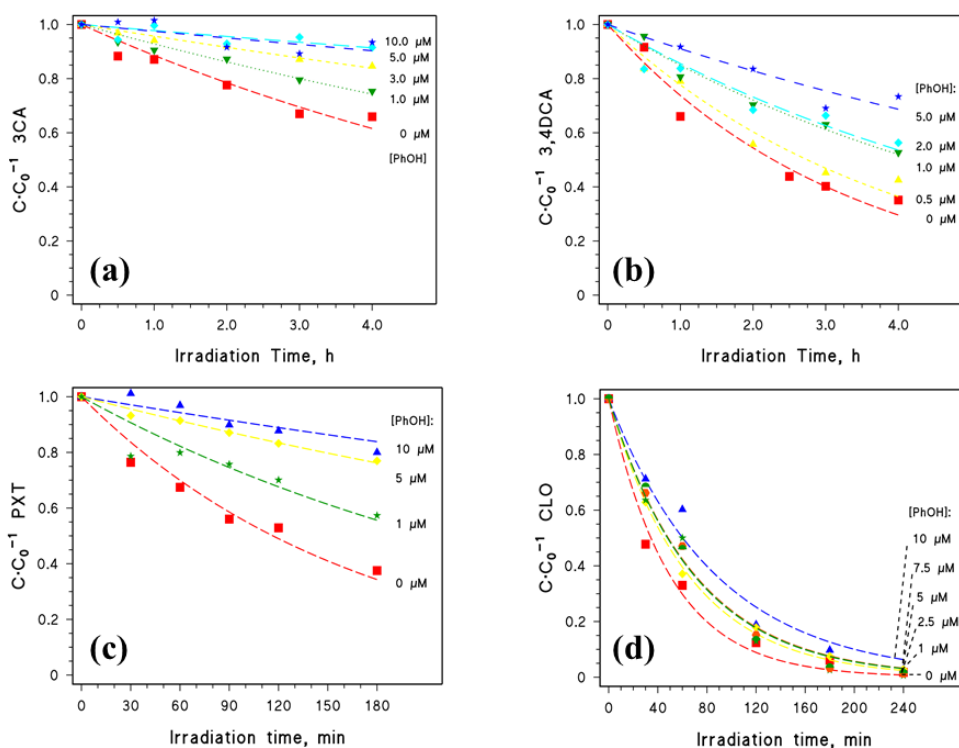 1.0
0.8
0.6
0.4
0.2
0
C·C₀⁻¹ 3CA
10.0 µM
5.0 µM
3.0 µM
1.0 µM
0 µM
[PhOH]
(a)
0 1.0 2.0 3.0 4.0
Irradiation Time, h
1.0
0.8
0.6
0.4
0.2
0
C·C₀⁻¹ 3,4DCA
[PhOH]:
5.0 µM
2.0 µM
1.0 µM
0.5 µM
0 µM
(b)
0 1.0 2.0 3.0 4.0
Irradiation Time, h
1.0
0.8
0.6
0.4
0.2
0
C·C₀⁻¹ PXT
[PhOH]:
10 µM
5 µM
1 µM
0 µM
(c)
0 30 60 90 120 150 180
Irradiation time, min
1.0
0.8
0.6
0.4
0.2
0
C·C₀⁻¹ CLO
[PhOH]:
10 µM
7.5 µM
5 µM
2.5 µM
1 µM
0 µM
(d)
0 40 80 120 160 200 240
Irradiation time, min